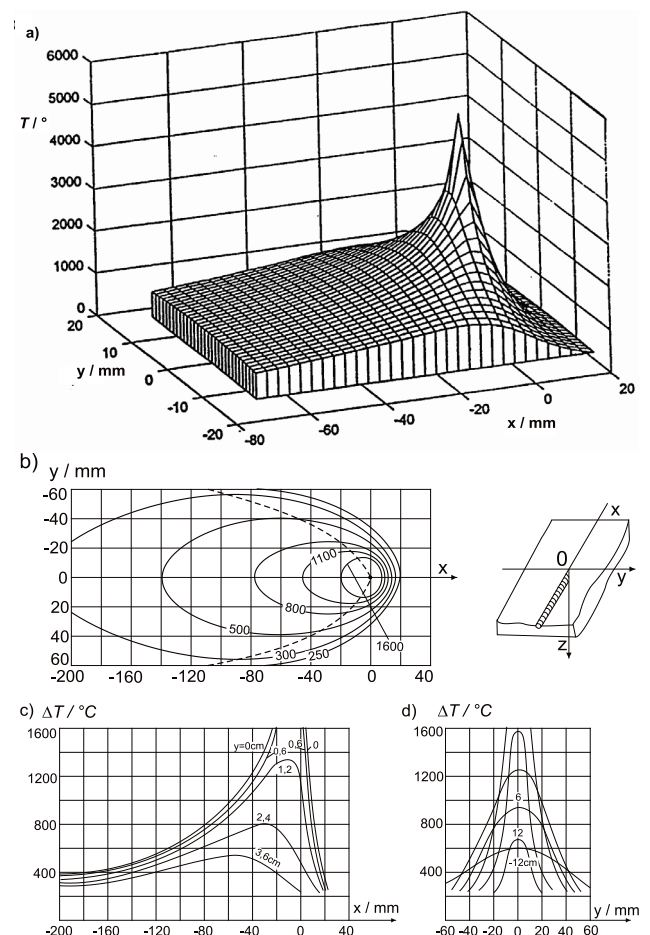 a)
6000
5000
T / °
4000
3000
2000
1000
0
20
10
y / mm
0
-10
-20
-80
-60
-40
-20
0
20
x / mm
b) y / mm
-60
-40
-20
0
20
40
60
x
1100
800
500
300 250
1600
-200 -160 -120 -80 -40 0 40
x
0
y
z
c) ΔT / °C
1600
1200
800
400
y=0cm
0,6
0,6
0
1,2
2,4
3,6cm
-200 -160 -120 -80 -40 0 40
x / mm
d) ΔT / °C
1600
1200
800
400
6
12
-12cm
-60 -40 -20 0 20 40 60
y / mm